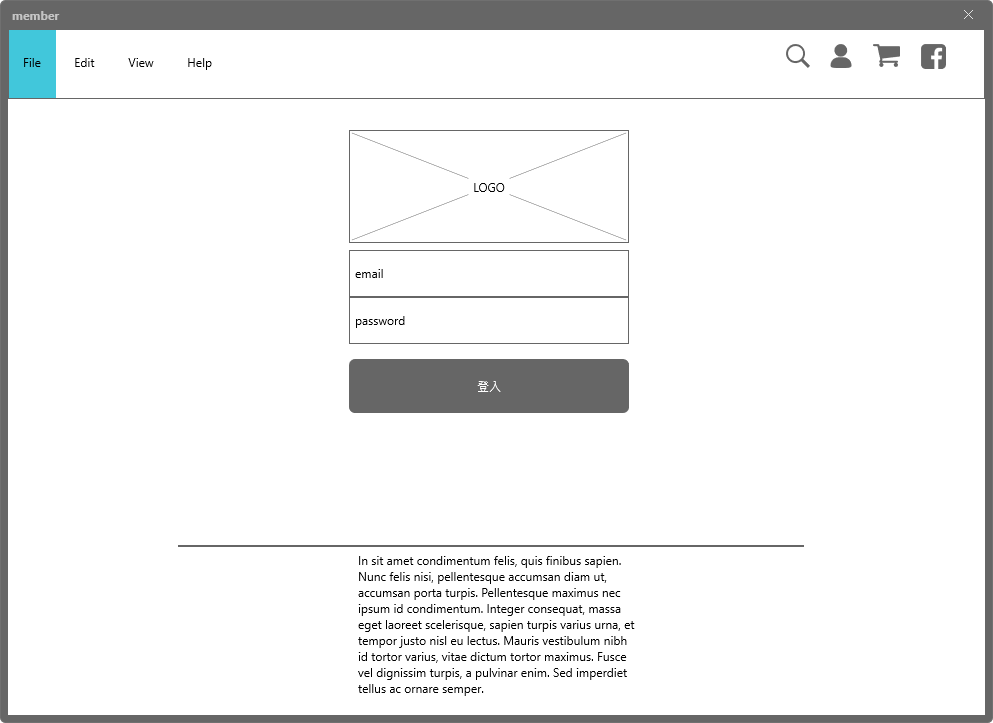 member
File Edit View Help
LOGO
email
password
登入
In sit amet condimentum felis, quis finibus sapien.
Nunc felis nisi, pellentesque accumsan diam ut,
accumsan porta turpis. Pellentesque maximus nec
ipsum id condimentum. Integer consequat, massa
eget laoreet scelerisque, sapien turpis varius urna, et
tempor justo nisl eu lectus. Mauris vestibulum nibh
id tortor varius, vitae dictum tortor maximus. Fusce
vel dignissim turpis, a pulvinar enim. Sed imperdiet
tellus ac ornare semper.